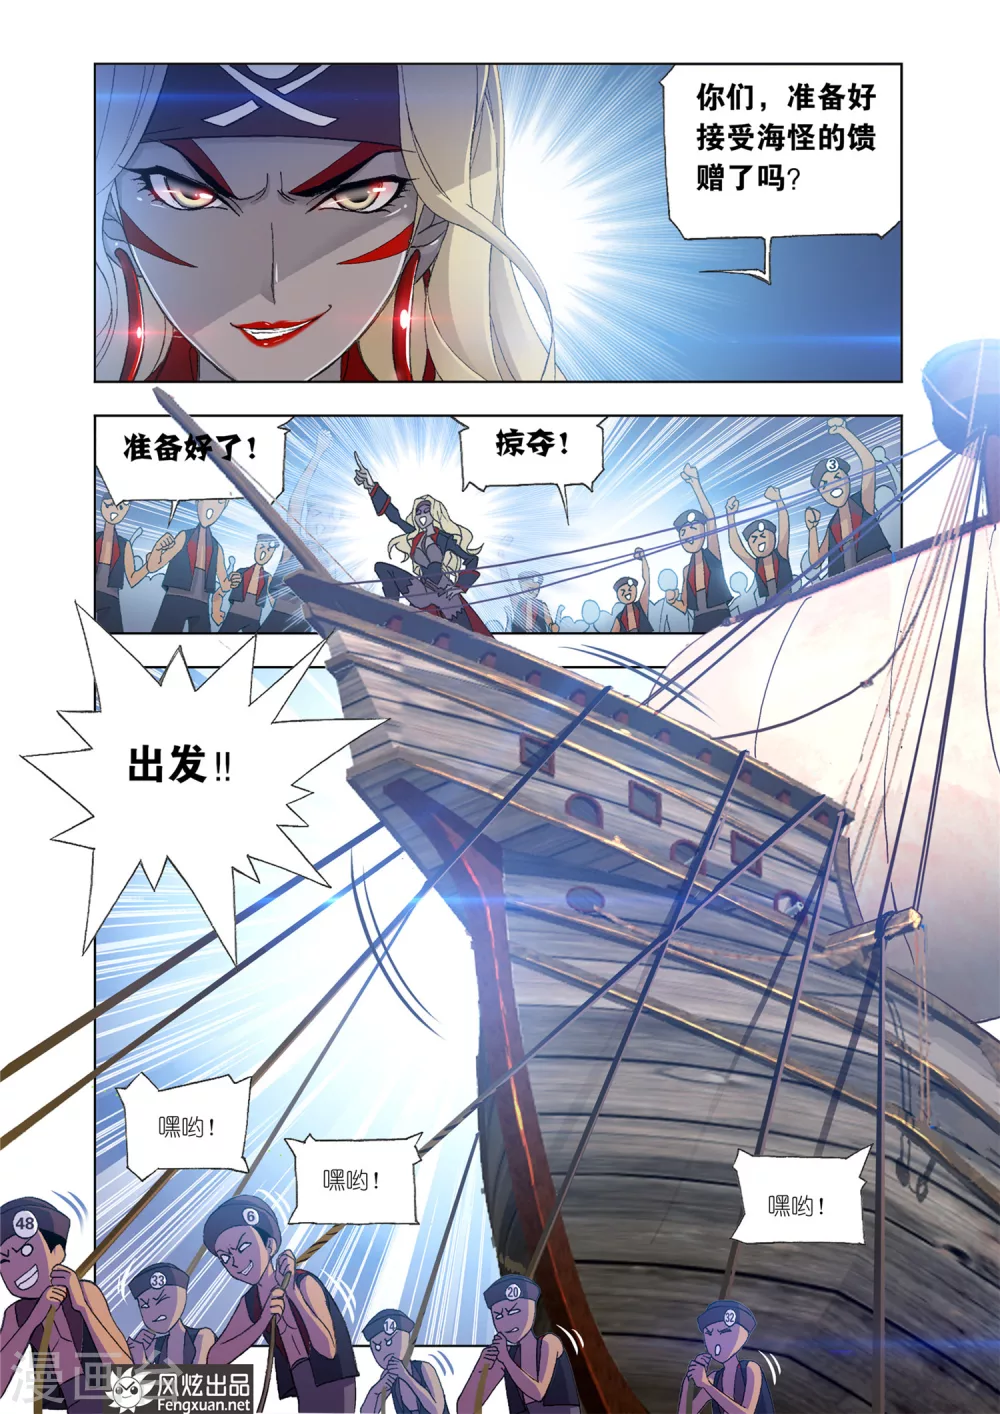 你们，准备好
接受海怪的馈
赠了吗？
准备好了！
掠夺！
3
出发!!
嘿哟！
嘿哟！
嘿哟！
48
6
33
20
14
32
漫画台
风炫出品
Fengxuan.net